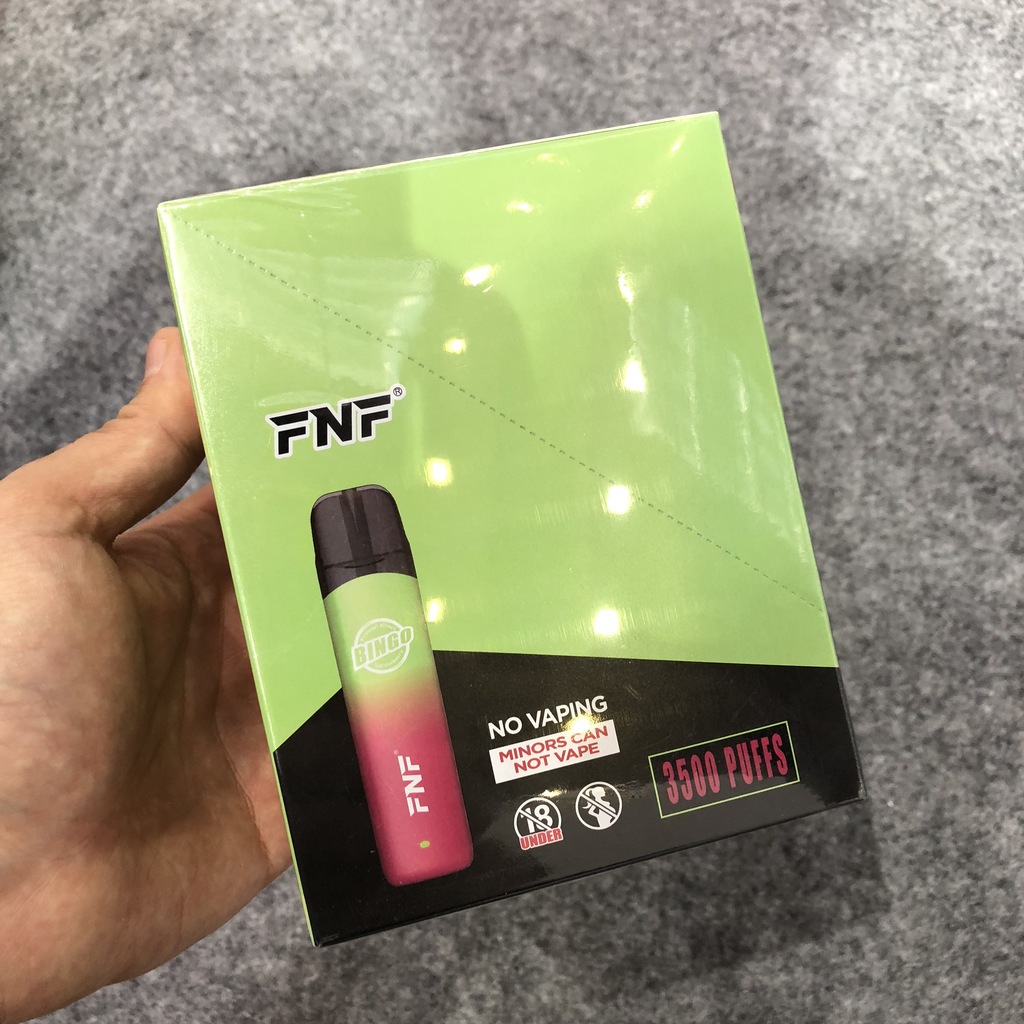 FNF®
BINGO
FNF
NO VAPING
MINORS CAN
NOT VAPE
18
UNDER
3500 PUFFS